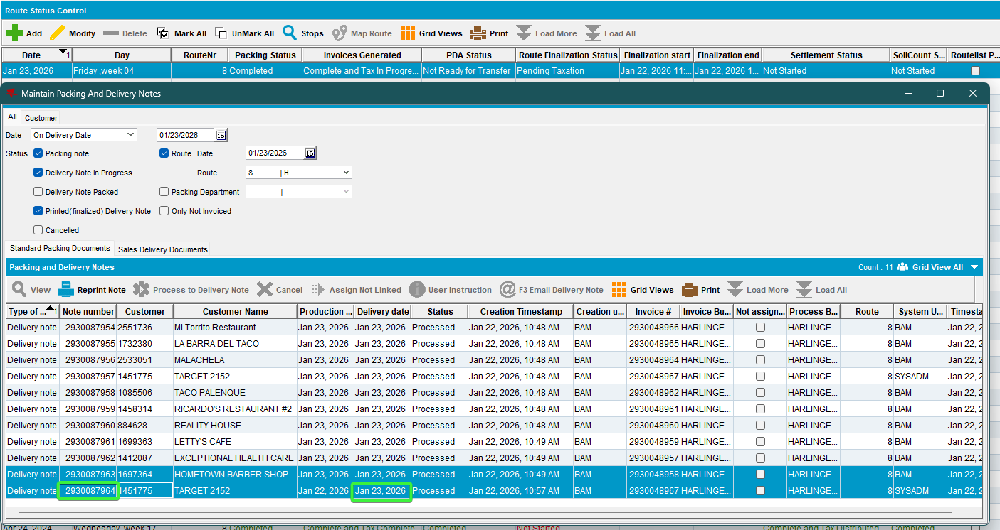 Route Status Control
Add Modify Delete Mark All UnMark All Stops Map Route Grid Views Print Load More Load All
Date 1 Day RouteNr Packing Status Invoices Generated PDA Status Route Finalization Status Finalization start Finalization end Settlement Status SoilCount S... Routelist P...
Jan 23, 2026 Friday ,week 04 8 Completed Complete and Tax In Progre... Not Ready for Transfer Pending Taxation Jan 22, 2026 11:... Jan 22, 2026 1... Not Started Not Started
Maintain Packing And Delivery Notes
All Customer
Date On Delivery Date 01/23/2026 16
Status Packing note Route Date 01/23/2026 16
Delivery Note in Progress Route 8 | H
Delivery Note Packed Packing Department - | -
Printed(finalized) Delivery Note Only Not Invoiced
Cancelled
Standard Packing Documents Sales Delivery Documents
Packing and Delivery Notes Count : 11 Grid View All
View Reprint Note Process to Delivery Note Cancel Assign Not Linked User Instruction F3 Email Delivery Note Grid Views Print Load More Load All
Type of ... 1 Note number Customer Customer Name Production ... Delivery date Status Creation Timestamp Creation u... Invoice # Invoice Bu... Not assign... Process B... Route System U... Timesta
Delivery note 2930087954 2551736 Mi Torrito Restaurant Jan 23, 2026 Jan 23, 2026 Processed Jan 22, 2026, 10:48 AM BAM 2930048966 HARLINGE... HARLINGE... 8 BAM Jan 22, 2
Delivery note 2930087955 1732380 LA BARRA DEL TACO Jan 23, 2026 Jan 23, 2026 Processed Jan 22, 2026, 10:48 AM BAM 2930048965 HARLINGE... HARLINGE... 8 BAM Jan 22, 2
Delivery note 2930087956 2533051 MALACHELA Jan 23, 2026 Jan 23, 2026 Processed Jan 22, 2026, 10:48 AM BAM 2930048964 HARLINGE... HARLINGE... 8 BAM Jan 22, 2
Delivery note 2930087957 1451775 TARGET 2152 Jan 23, 2026 Jan 23, 2026 Processed Jan 22, 2026, 10:48 AM BAM 2930048967 HARLINGE... HARLINGE... 8 SYSADM Jan 22, 2
Delivery note 2930087958 1085506 TACO PALENQUE Jan 23, 2026 Jan 23, 2026 Processed Jan 22, 2026, 10:48 AM BAM 2930048962 HARLINGE... HARLINGE... 8 BAM Jan 22, 2
Delivery note 2930087959 1458314 RICARDO'S RESTAURANT #2 Jan 23, 2026 Jan 23, 2026 Processed Jan 22, 2026, 10:48 AM BAM 2930048961 HARLINGE... HARLINGE... 8 BAM Jan 22, 2
Delivery note 2930087960 884628 REALITY HOUSE Jan 23, 2026 Jan 23, 2026 Processed Jan 22, 2026, 10:48 AM BAM 2930048960 HARLINGE... HARLINGE... 8 BAM Jan 22, 2
Delivery note 2930087961 1699363 LETTY'S CAFE Jan 23, 2026 Jan 23, 2026 Processed Jan 22, 2026, 10:49 AM BAM 2930048959 HARLINGE... HARLINGE... 8 BAM Jan 22, 2
Delivery note 2930087962 1412087 EXCEPTIONAL HEALTH CARE Jan 23, 2026 Jan 23, 2026 Processed Jan 22, 2026, 10:49 AM BAM 2930048957 HARLINGE... HARLINGE... 8 BAM Jan 22, 2
Delivery note 2930087963 1697364 HOMETOWN BARBER SHOP Jan 23, 2026 Jan 23, 2026 Processed Jan 22, 2026, 10:49 AM BAM 2930048958 HARLINGE... HARLINGE... 8 BAM Jan 22, 2
Delivery note 2930087964 1451775 TARGET 2152 Jan 22, 2026 Jan 23, 2026 Processed Jan 22, 2026, 10:57 AM BAM 2930048967 HARLINGE... HARLINGE... 8 SYSADM Jan 22, 2
Apr 24, 2024 Wednesday ,week 17 8 Completed Complete and Tax Complete Completed Not Started Complete and Tax Distributed Completed